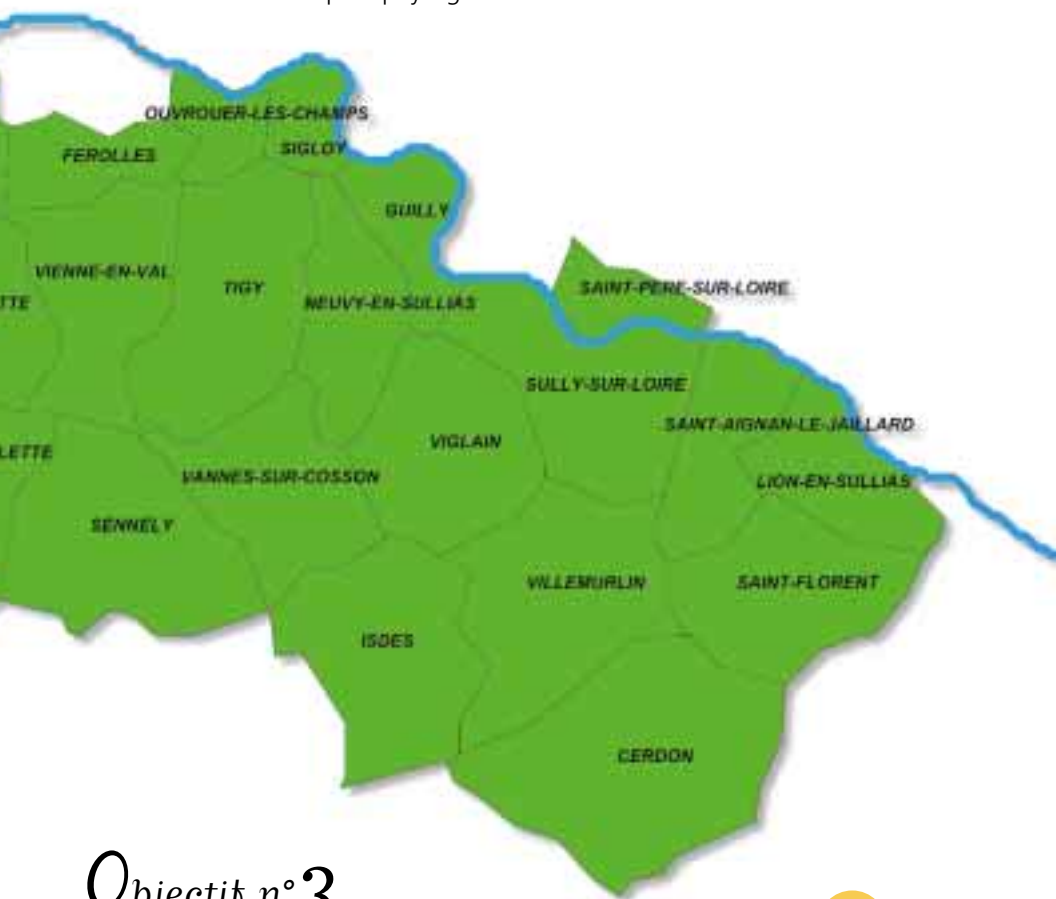 OUVROUER-LES-CHAMPS
FEROLLES
SIGLOY
GUILLY
VIENNE-EN-VAL
TIGY
SAINT-PERE-SUR-LOIRE
TTE
NEUVY-EN-SULLIAS
SULLY-SUR-LOIRE
SAINT-AIGNAN-LE-JAILLARD
VIGLAIN
LETTE
VANNES-SUR-COSSON
LION-EN-SULLIAS
SENNELY
VILLEMURLIN
SAINT-FLORENT
ISDES
CERDON
Objectif n°3